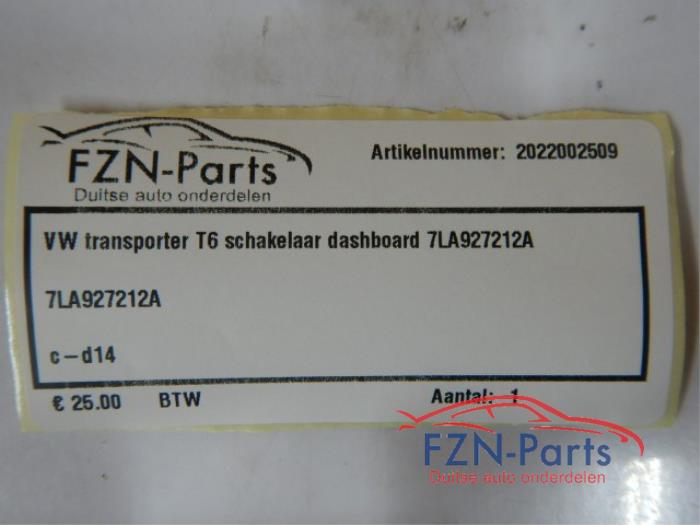 FZN-Parts
Duitse auto onderdelen
Artikelnummer: 2022002509
VW transporter T6 schakelaar dashboard 7LA927212A
7LA927212A
c-d14
€ 25.00 BTW Aantal: 1
FZN-Parts
Duitse auto onderdelen